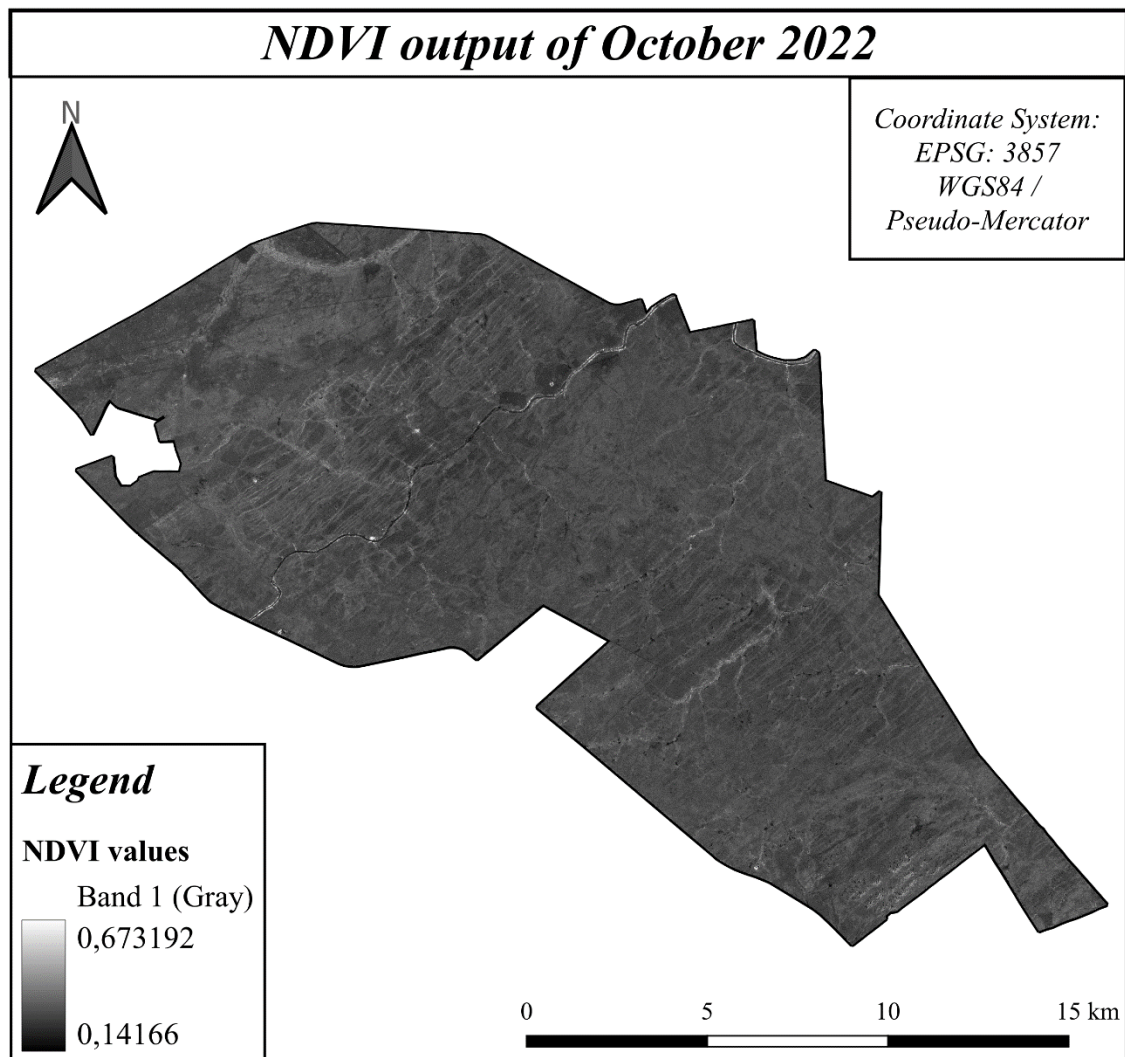 NDVI output of October 2022
N
Coordinate System:
EPSG: 3857
WGS84 /
Pseudo-Mercator
Legend
NDVI values
Band 1 (Gray)
0,673192
0,14166
0 5 10 15 km